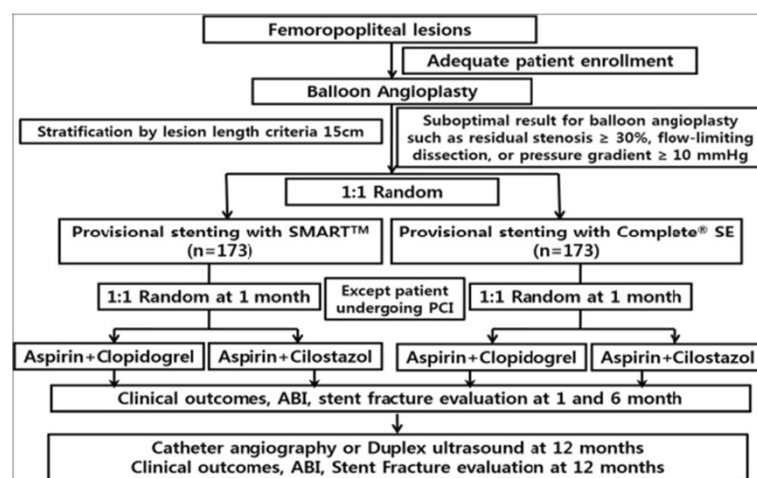 Femoropopliteal lesions
Adequate patient enrollment
Balloon Angioplasty
Stratification by lesion length criteria 15cm
Suboptimal result for balloon angioplasty
such as residual stenosis ≥ 30%, flow-limiting
dissection, or pressure gradient ≥ 10 mmHg
1:1 Random
Provisional stenting with SMART™
(n=173)
Provisional stenting with Complete® SE
(n=173)
1:1 Random at 1 month
Except patient
undergoing PCI
1:1 Random at 1 month
Aspirin+Clopidogrel
Aspirin+Cilostazol
Aspirin+Clopidogrel
Aspirin+Cilostazol
Clinical outcomes, ABI, stent fracture evaluation at 1 and 6 month
Catheter angiography or Duplex ultrasound at 12 months
Clinical outcomes, ABI, Stent Fracture evaluation at 12 months